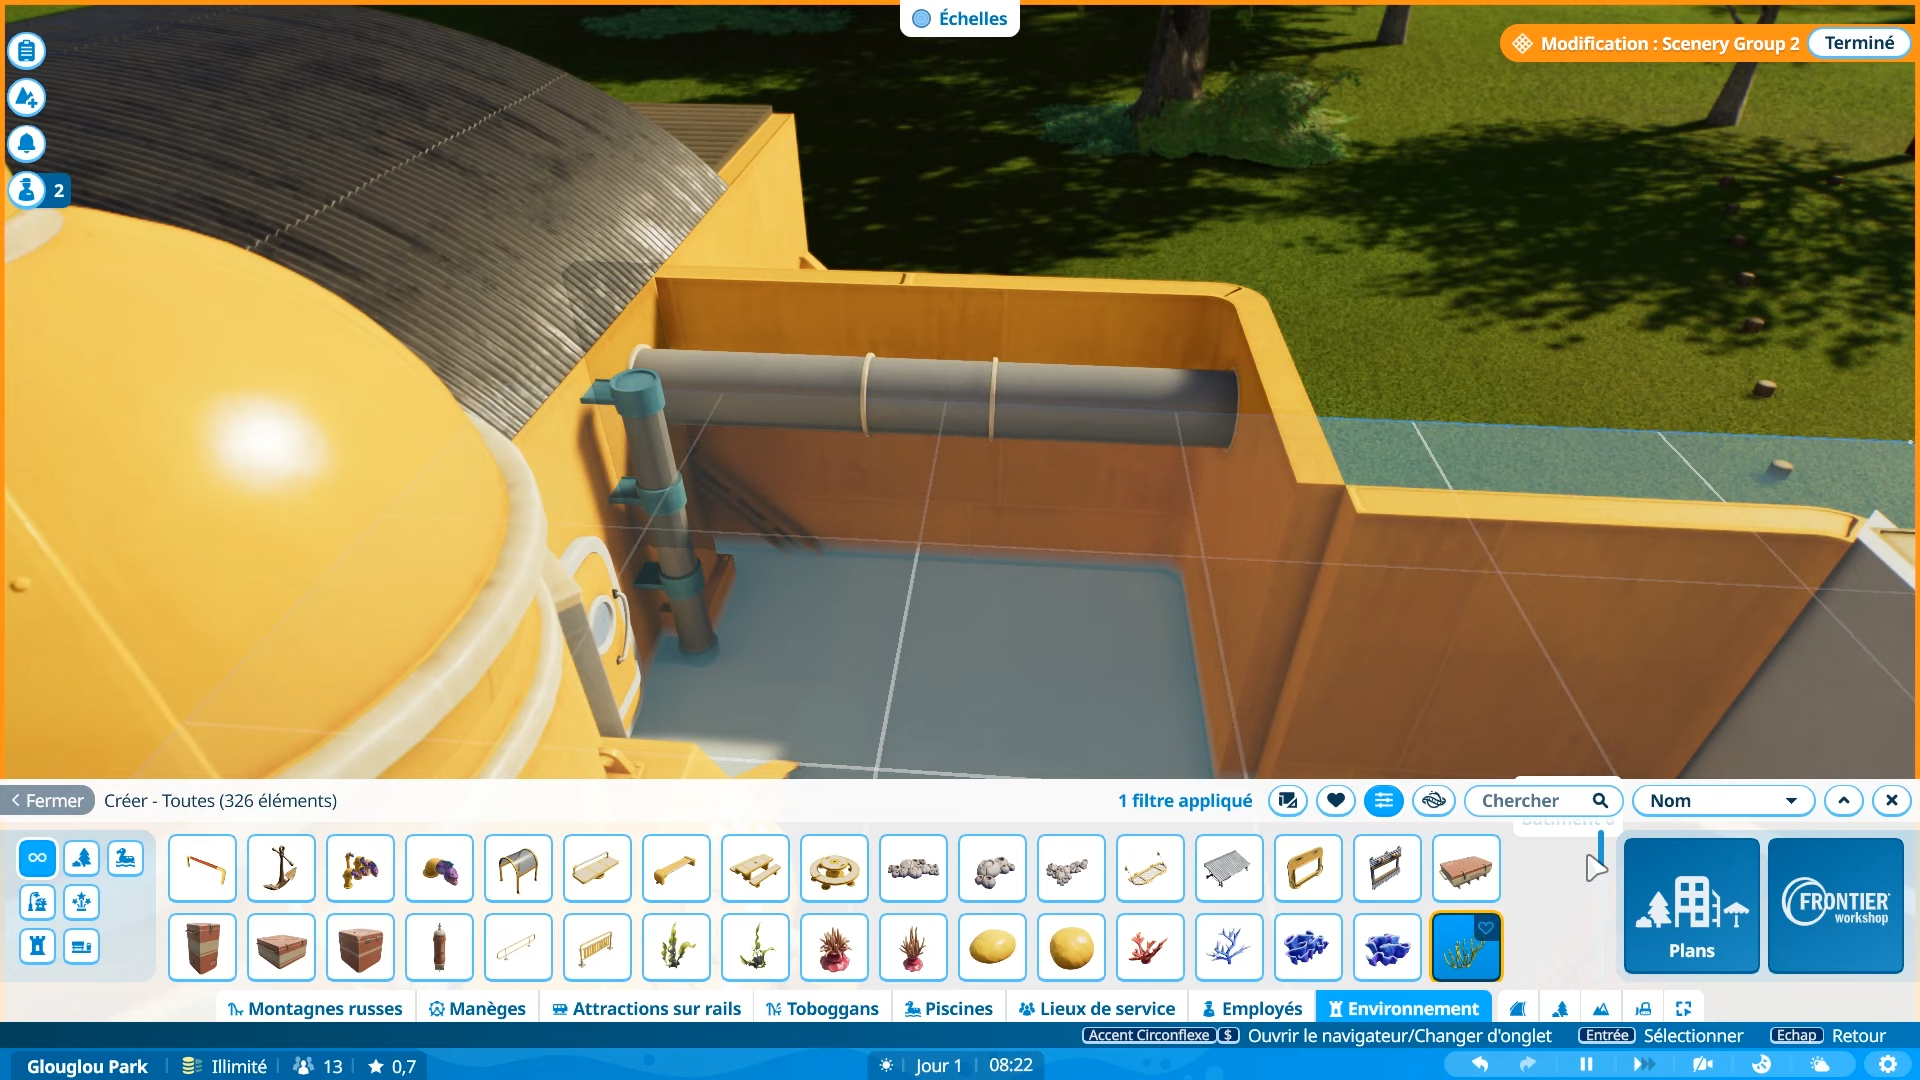 Échelles
Modification : Scenery Group 2
Terminé
2
Fermer
Créer - Toutes (326 éléments)
1 filtre appliqué
Chercher
Nom
Plans
FRONTIER
workshop
Montagnes russes
Manèges
Attractions sur rails
Toboggans
Piscines
Lieux de service
Employés
Environnement
Accent Circonflexe $ Ouvrir le navigateur/Changer d'onglet Entrée Sélectionner Echap Retour
Glouglou Park Illimité 13 0,7 Jour 1 08:22